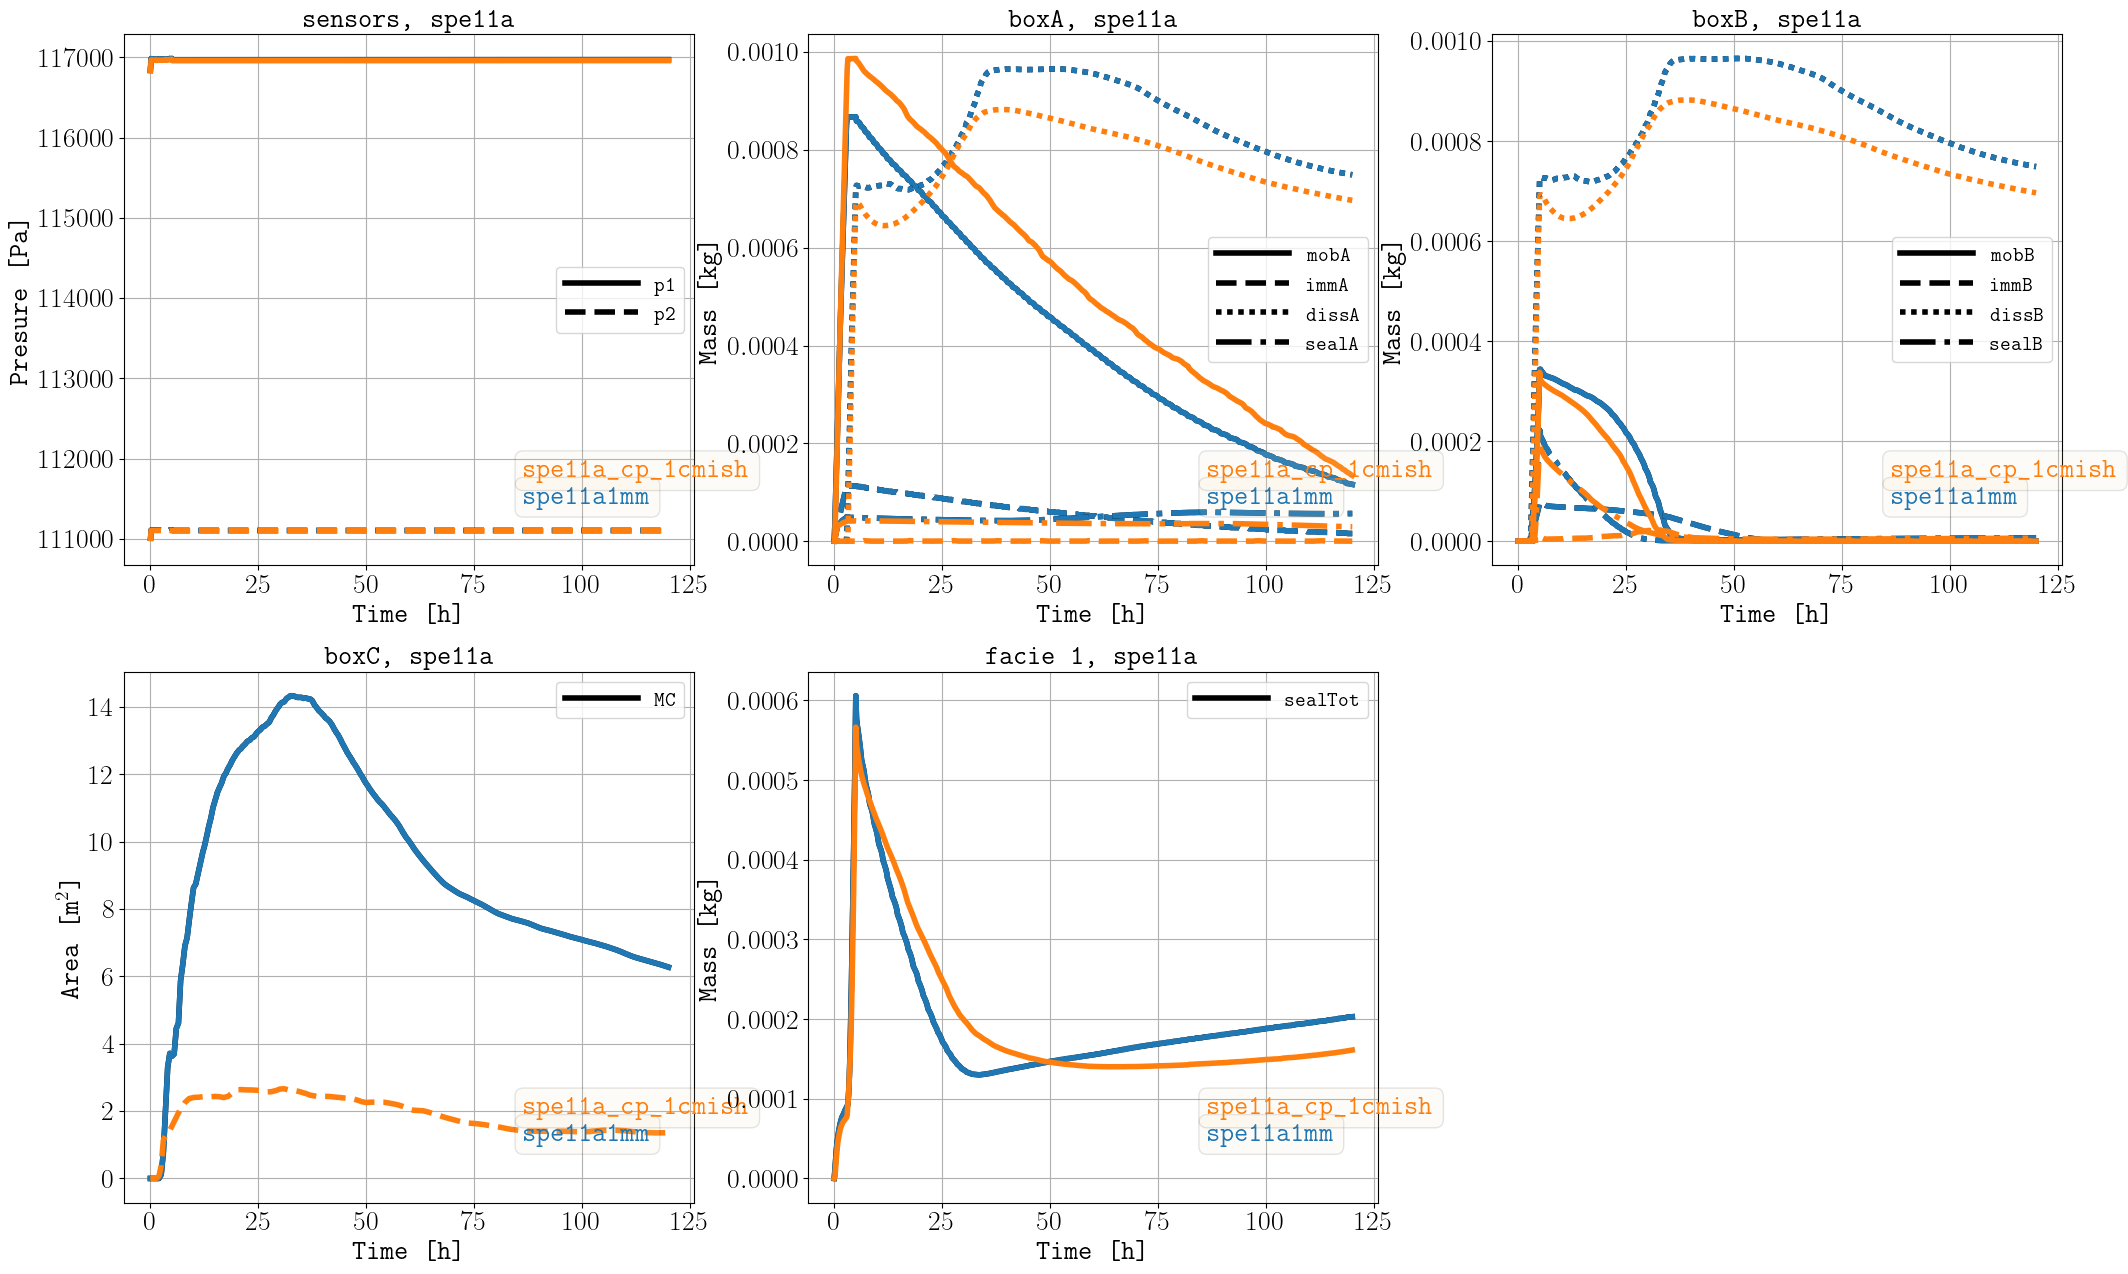 sensors, spe11a
117000
116000
115000
114000
113000
112000
111000
Presure [Pa]
p1
p2
spe11a_cp_1cmish
spe11a1mm
0 25 50 75 100 125
Time [h]
boxA, spe11a
0.0010
0.0008
0.0006
0.0004
0.0002
0.0000
Mass [kg]
mobA
immA
dissA
sealA
spe11a_cp_1cmish
spe11a1mm
0 25 50 75 100 125
Time [h]
boxB, spe11a
0.0010
0.0008
0.0006
0.0004
0.0002
0.0000
Mass [kg]
mobB
immB
dissB
sealB
spe11a_cp_1cmish
spe11a1mm
0 25 50 75 100 125
Time [h]
boxC, spe11a
14
12
10
8
6
4
2
0
Area [m²]
MC
spe11a_cp_1cmish
spe11a1mm
0 25 50 75 100 125
Time [h]
facie 1, spe11a
0.0006
0.0005
0.0004
0.0003
0.0002
0.0001
0.0000
Mass [kg]
sealTot
spe11a_cp_1cmish
spe11a1mm
0 25 50 75 100 125
Time [h]